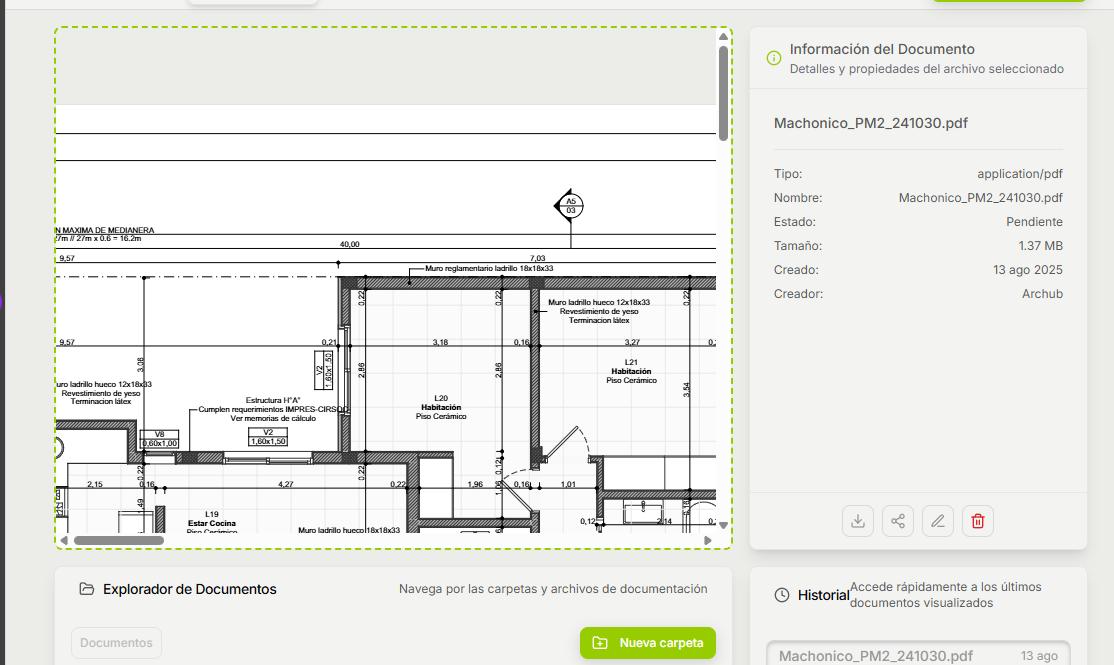 A5
03
N MAXIMA DE MEDIANERA
7m // 27m x 0.6 = 16.2m
40,00
9,57
7,03
Muro reglamentario ladrillo 18x18x33
0,22
0,22
0,22
Muro ladrillo hueco 12x18x33
Revestimiento de yeso
Terminacion látex
9,57
0,21
3,18
0,16
3,27
0,
3,08
V2
1,60x1,50
2,86
2,86
L21
Habitación
Piso Cerámico
3,54
uro ladrillo hueco 12x18x33
Revestimiento de yeso
Terminacion látex
Estructura H°A°
Cumplen requerimientos IMPRES-CIRSOC
Ver memorias de cálculo
L20
Habitación
Piso Cerámico
V8
0,60x1,00
V2
1,60x1,50
0,22
0,22
0,12
2,15
0,16
4,27
0,22
1,96
0,16
1,01
L19
Estar Cocina
Piso Cerámico
Muro ladrillo hueco 18x18x33
0,12
2,14
0,16
Información del Documento
Detalles y propiedades del archivo seleccionado
Machonico_PM2_241030.pdf
Tipo: application/pdf
Nombre: Machonico_PM2_241030.pdf
Estado: Pendiente
Tamaño: 1.37 MB
Creado: 13 ago 2025
Creador: Archub
Explorador de Documentos
Navega por las carpetas y archivos de documentación
Documentos
Nueva carpeta
Historial
Accede rápidamente a los últimos
documentos visualizados
Machonico_PM2_241030.pdf 13 ago